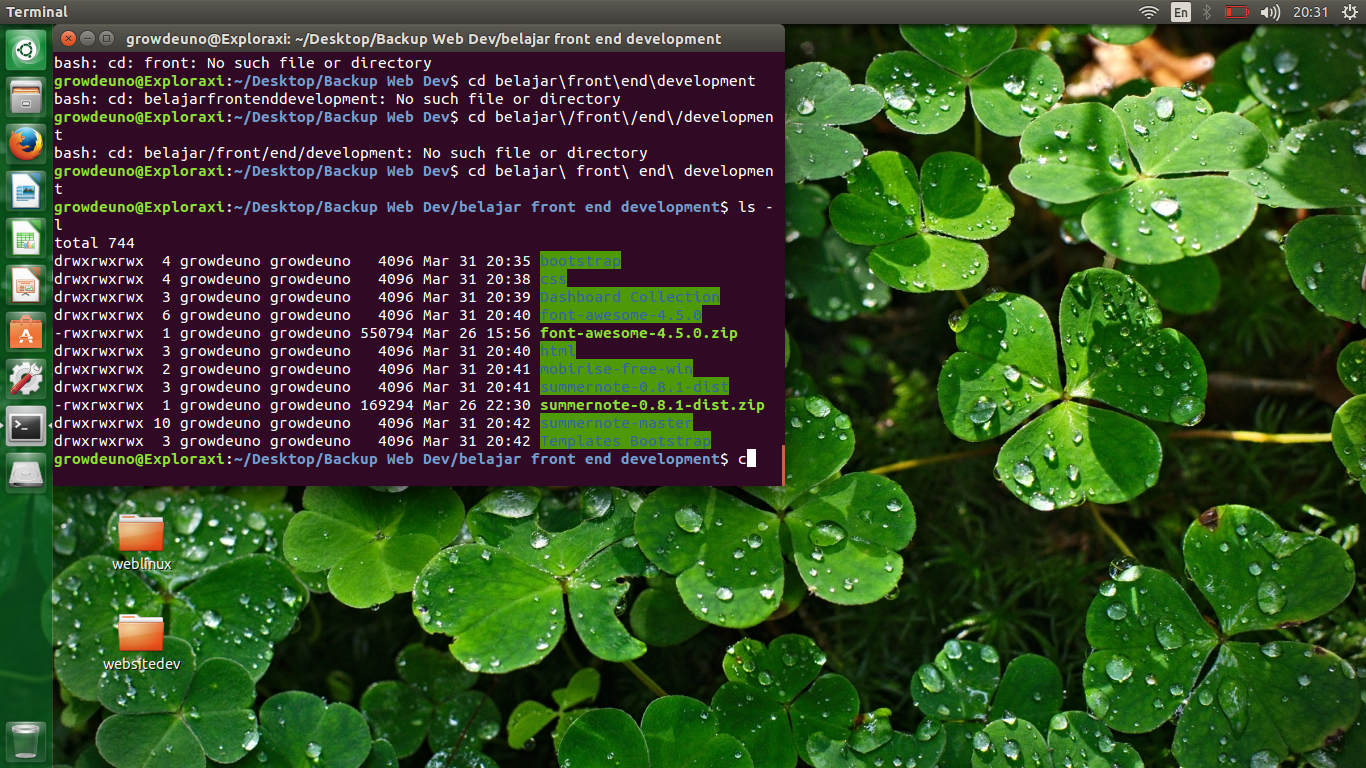 Terminal
En
20:31
growdeuno@Exploraxi: ~/Desktop/Backup Web Dev/belajar front end development
bash: cd: front: No such file or directory
growdeuno@Exploraxi:~/Desktop/Backup Web Dev$ cd belajar\front\end\development
bash: cd: belajarfrontenddevelopment: No such file or directory
growdeuno@Exploraxi:~/Desktop/Backup Web Dev$ cd belajar\/front\/end\/developmen
t
bash: cd: belajar/front/end/development: No such file or directory
growdeuno@Exploraxi:~/Desktop/Backup Web Dev$ cd belajar\ front\ end\ developmen
t
growdeuno@Exploraxi:~/Desktop/Backup Web Dev/belajar front end development$ ls -
l
total 744
drwxrwxrwx  4 growdeuno growdeuno   4096 Mar 31 20:35 bootstrap
drwxrwxrwx  4 growdeuno growdeuno   4096 Mar 31 20:38 css
drwxrwxrwx  3 growdeuno growdeuno   4096 Mar 31 20:39 Dashboard Collection
drwxrwxrwx  6 growdeuno growdeuno   4096 Mar 31 20:40 font-awesome-4.5.0
-rwxrwxrwx  1 growdeuno growdeuno 550794 Mar 26 15:56 font-awesome-4.5.0.zip
drwxrwxrwx  3 growdeuno growdeuno   4096 Mar 31 20:40 html
drwxrwxrwx  2 growdeuno growdeuno   4096 Mar 31 20:41 mobirise-free-win
drwxrwxrwx  3 growdeuno growdeuno   4096 Mar 31 20:41 summernote-0.8.1-dist
-rwxrwxrwx  1 growdeuno growdeuno 169294 Mar 26 22:30 summernote-0.8.1-dist.zip
drwxrwxrwx 10 growdeuno growdeuno   4096 Mar 31 20:42 summernote-master
drwxrwxrwx  3 growdeuno growdeuno   4096 Mar 31 20:42 Templates Bootstrap
growdeuno@Exploraxi:~/Desktop/Backup Web Dev/belajar front end development$ c
weblinux
websitedev